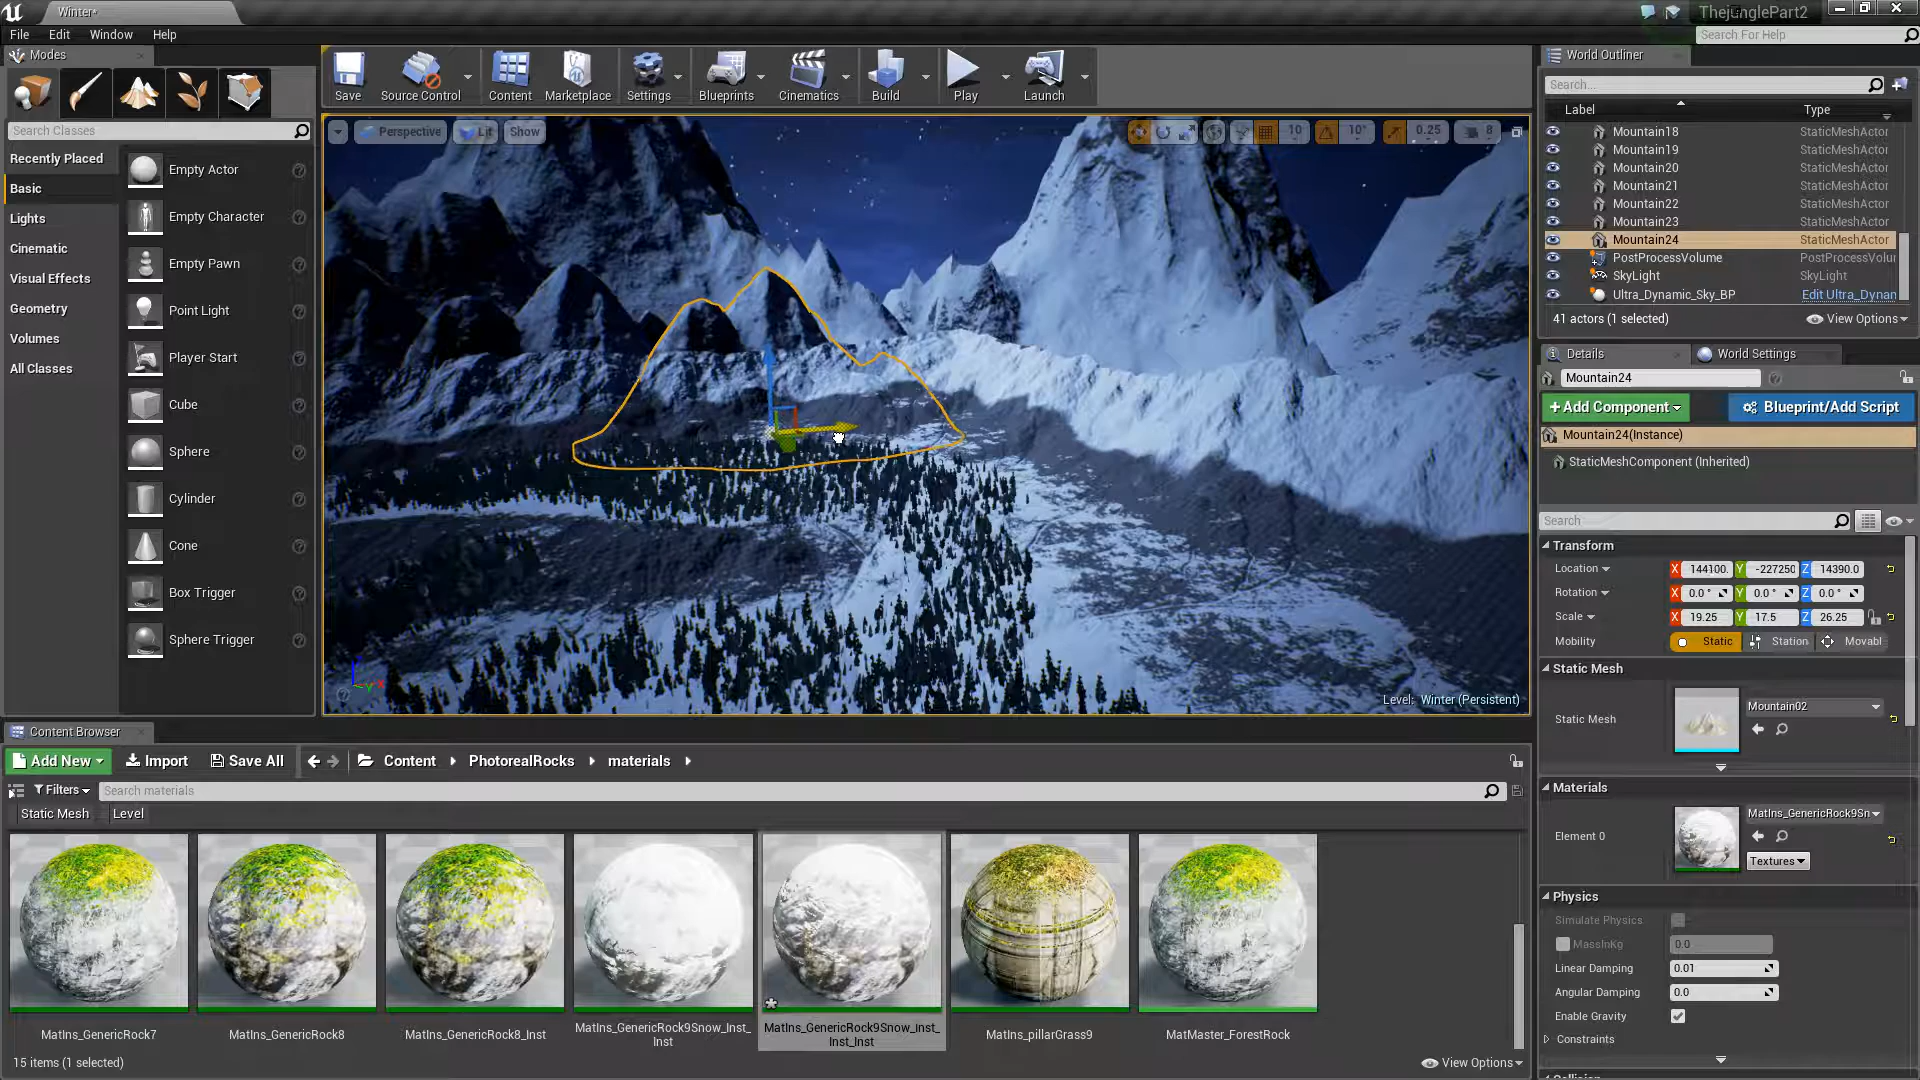 Winter*
ThejunglePart2
File Edit Window Help
Search For Help
Modes
Save
Source Control
Content
Marketplace
Settings
Blueprints
Cinematics
Build
Play
Launch
World Outliner
Search...
Label Type
Search Classes
Perspective
Lit
Show
10
10°
0.25
8
Mountain18 StaticMeshActor
Mountain19 StaticMeshActor
Mountain20 StaticMeshActor
Mountain21 StaticMeshActor
Mountain22 StaticMeshActor
Mountain23 StaticMeshActor
Mountain24 StaticMeshActor
PostProcessVolume PostProcessVolu
SkyLight SkyLight
Ultra_Dynamic_Sky_BP Edit Ultra_Dynan
41 actors (1 selected)
View Options
Recently Placed
Basic
Lights
Cinematic
Visual Effects
Geometry
Volumes
All Classes
Empty Actor
Empty Character
Empty Pawn
Point Light
Player Start
Cube
Sphere
Cylinder
Cone
Box Trigger
Sphere Trigger
Level: Winter (Persistent)
Details
World Settings
Mountain24
+Add Component
Blueprint/Add Script
Mountain24(Instance)
StaticMeshComponent (Inherited)
Search
Transform
Location X 144100. Y -227250 Z 14390.0
Rotation X 0.0 ° Y 0.0 ° Z 0.0 °
Scale X 19.25 Y 17.5 Z 26.25
Mobility Static Station Movabl
Static Mesh
Static Mesh
Mountain02
Materials
Element 0
MatIns_GenericRock9Sn
Textures
Physics
Simulate Physics
MassInKg 0.0
Linear Damping 0.01
Angular Damping 0.0
Enable Gravity
Constraints
Content Browser
Add New
Import
Save All
Content
PhotorealRocks
materials
Filters
Search materials
Static Mesh
Level
MatIns_GenericRock7
MatIns_GenericRock8
MatIns_GenericRock8_Inst
MatIns_GenericRock9Snow_Inst_
Inst
MatIns_GenericRock9Snow_Inst_
Inst_Inst
MatIns_pillarGrass9
MatMaster_ForestRock
15 items (1 selected)
View Options